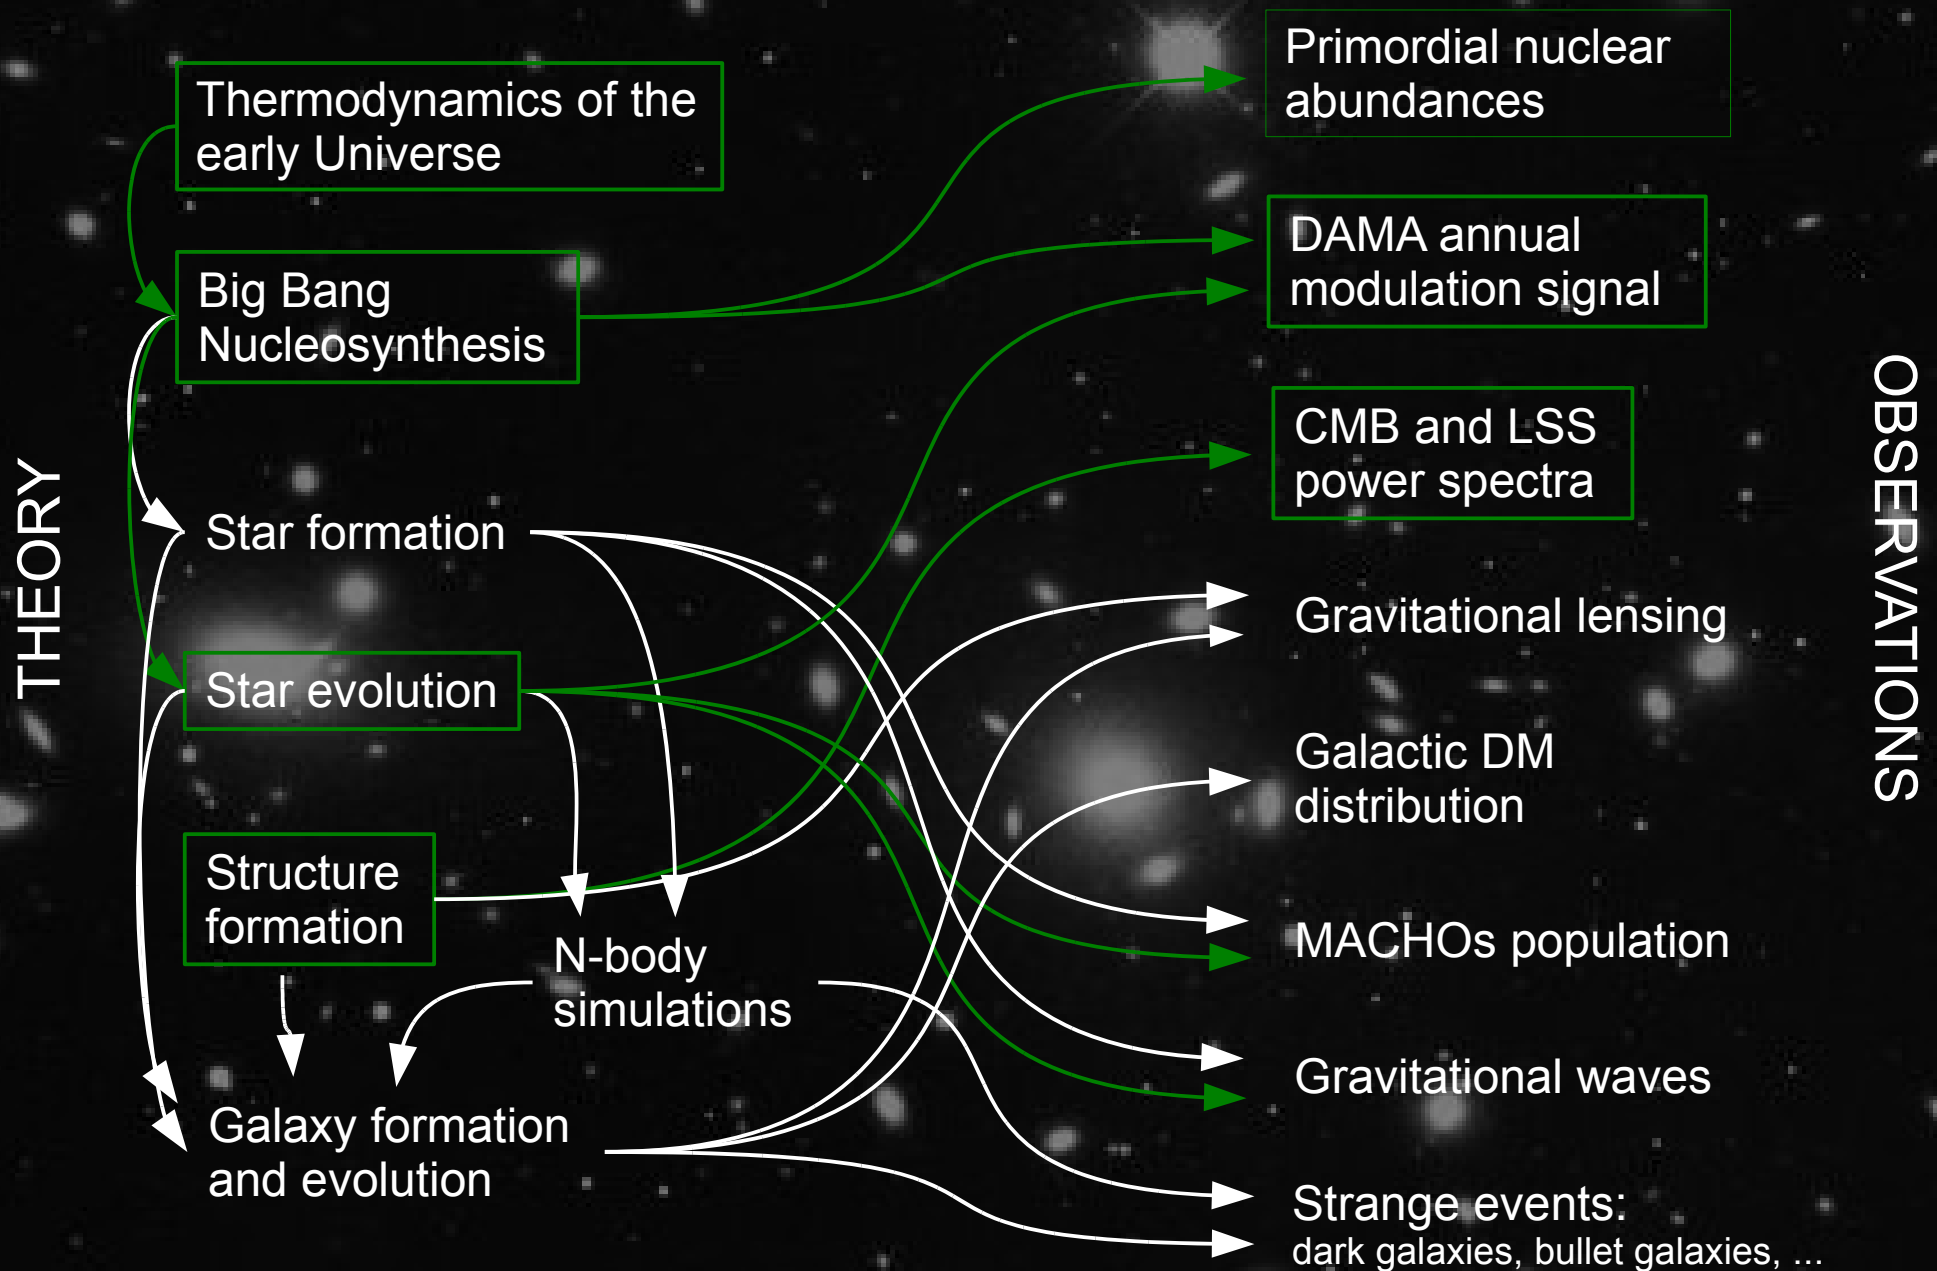 THEORY
Thermodynamics of the
early Universe
Big Bang
Nucleosynthesis
Star formation
Star evolution
Structure
formation
N-body
simulations
Galaxy formation
and evolution
Primordial nuclear
abundances
DAMA annual
modulation signal
CMB and LSS
power spectra
Gravitational lensing
Galactic DM
distribution
MACHOs population
Gravitational waves
Strange events:
dark galaxies, bullet galaxies, ...
OBSERVATIONS